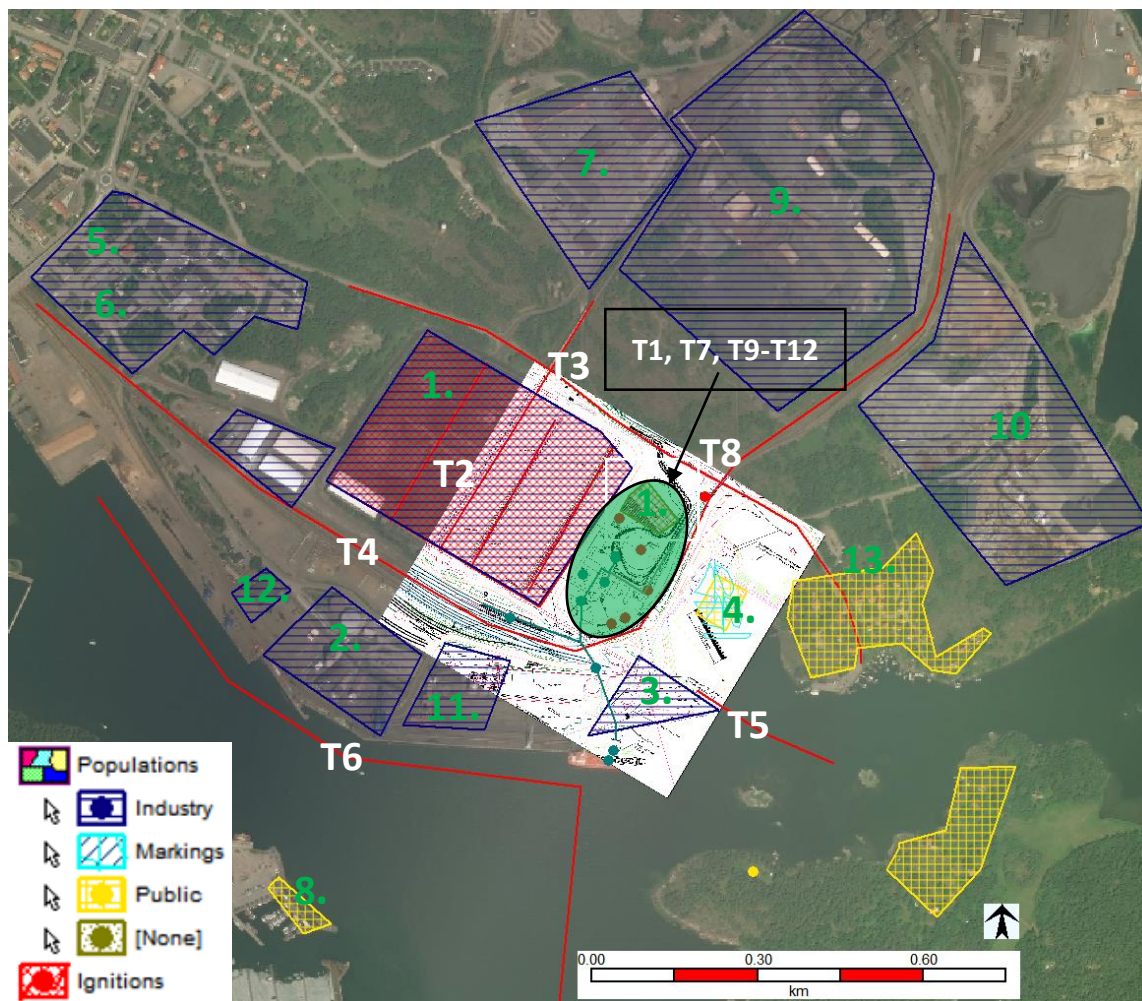 7.
9.
5.
6.
T1, T7, T9-T12
T3
1.
10
T8
T2
1.
T4
13.
12.
4.
2.
3.
11.
T5
T6
Populations
Industry
Markings
Public
[None]
Ignitions
8.
0.00
0.30
0.60
km